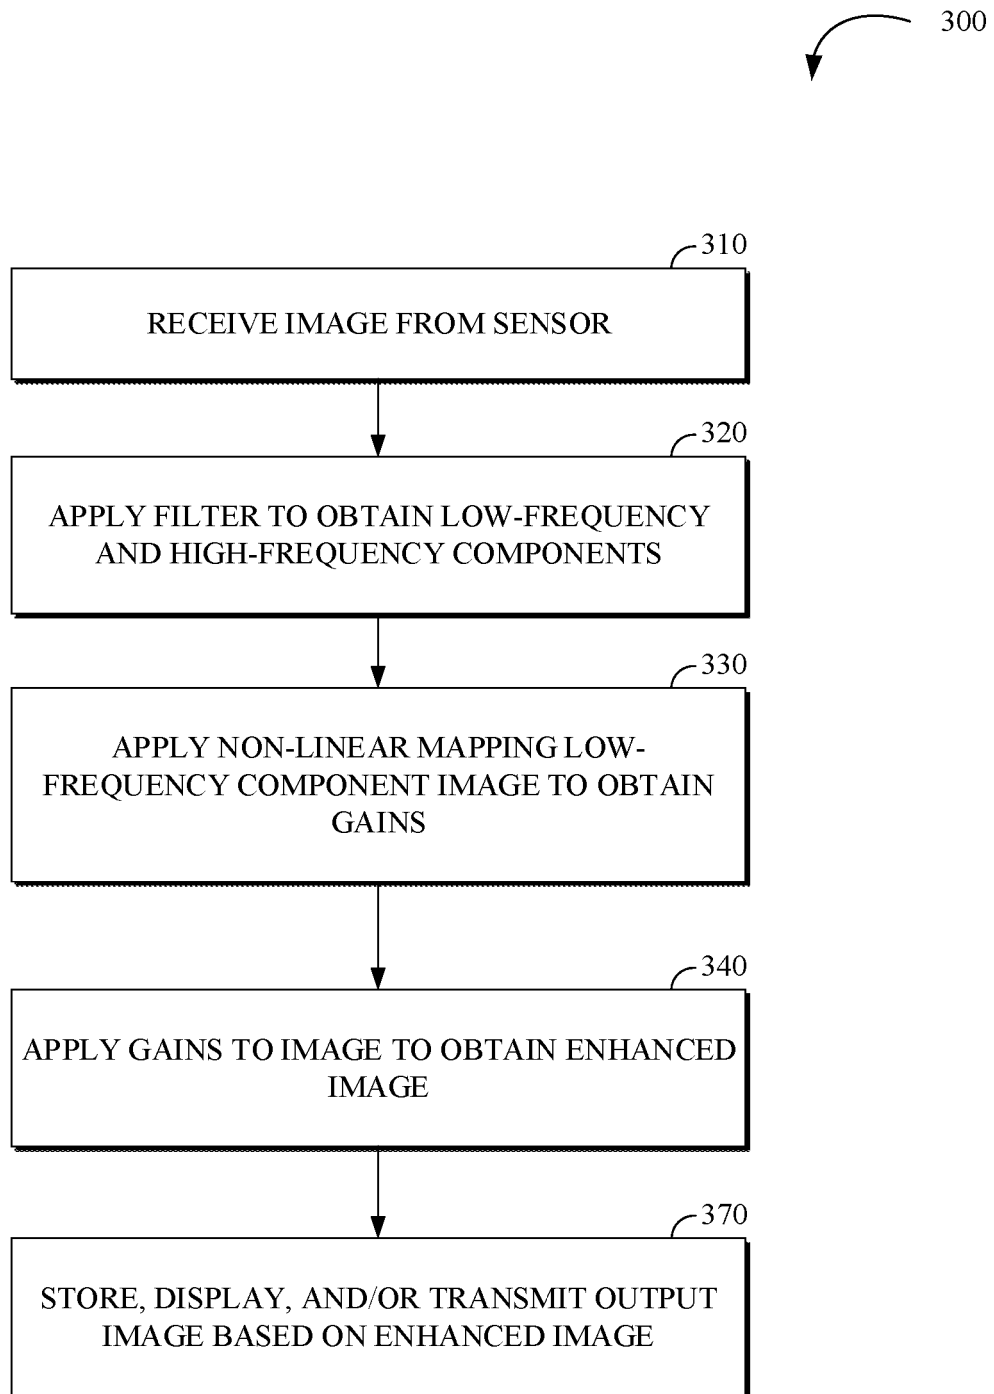 300
310
RECEIVE IMAGE FROM SENSOR
320
APPLY FILTER TO OBTAIN LOW-FREQUENCY
AND HIGH-FREQUENCY COMPONENTS
330
APPLY NON-LINEAR MAPPING LOW-
FREQUENCY COMPONENT IMAGE TO OBTAIN
GAINS
340
APPLY GAINS TO IMAGE TO OBTAIN ENHANCED
IMAGE
370
STORE, DISPLAY, AND/OR TRANSMIT OUTPUT
IMAGE BASED ON ENHANCED IMAGE